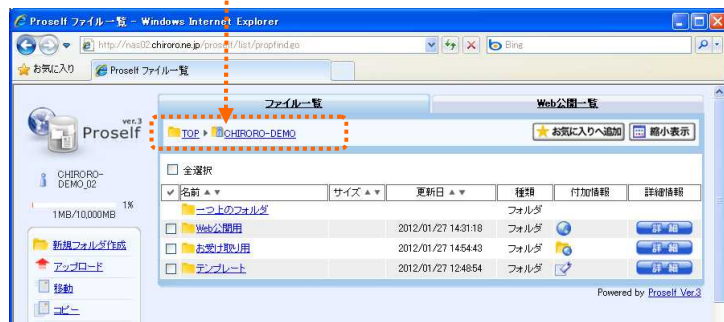 Proself ファイル一覧 - Windows Internet Explorer
http://nas02.chiroro.ne.jp/proself/list/propfind.go
Bing
お気に入り
Proself ファイル一覧
ファイル一覧
Web公開一覧
ver.3
Proself
TOP
CHIRORO-DEMO
お気に入りへ追加
縮小表示
CHIRORO-
DEMO_02
1%
1MB/10,000MB
新規フォルダ作成
アップロード
移動
コピー
全選択
名前 ▲▼ サイズ ▲▼ 更新日 ▲▼ 種類 付加情報 詳細情報
一つ上のフォルダ フォルダ
Web公開用 2012/01/27 14:31:18 フォルダ 詳 細
お受け取り用 2012/01/27 14:54:43 フォルダ 詳 細
テンプレート 2012/01/27 12:48:54 フォルダ 詳 細
Powered by Proself Ver.3